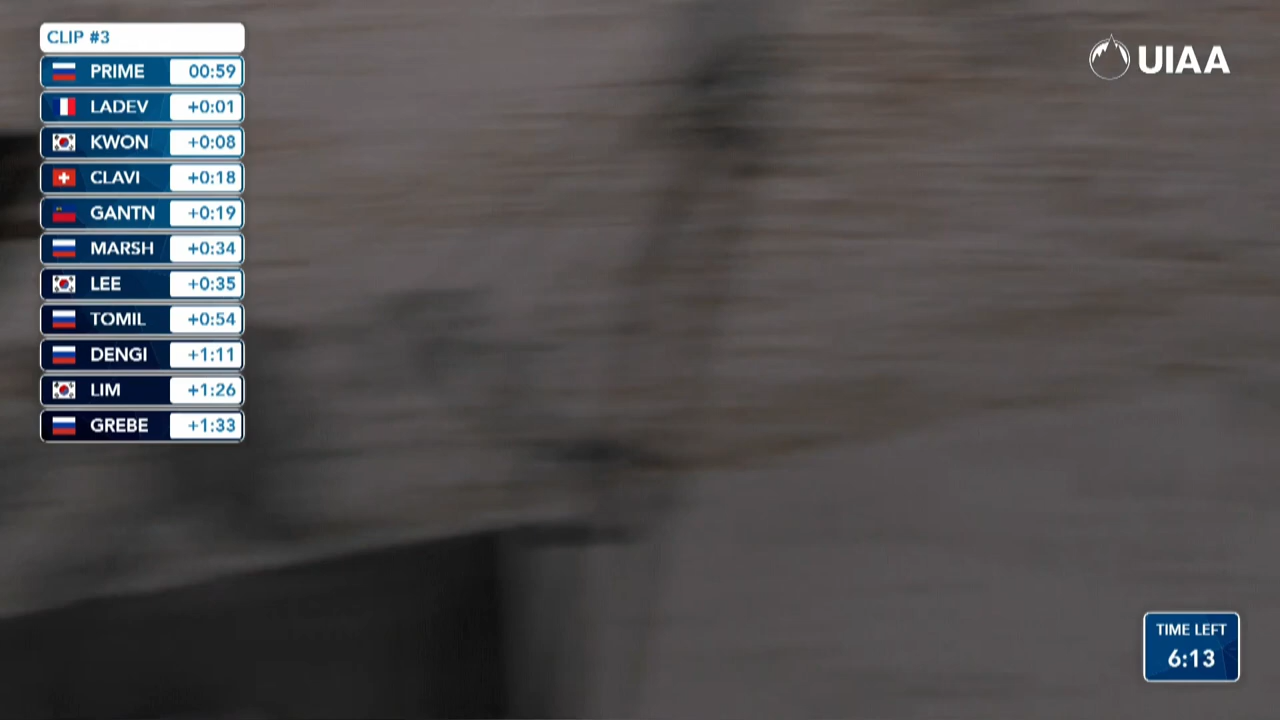 CLIP #3
PRIME 00:59
LADEV +0:01
KWON +0:08
CLAVI +0:18
GANTN +0:19
MARSH +0:34
LEE +0:35
TOMIL +0:54
DENGI +1:11
LIM +1:26
GREBE +1:33
UIAA
TIME LEFT
6:13